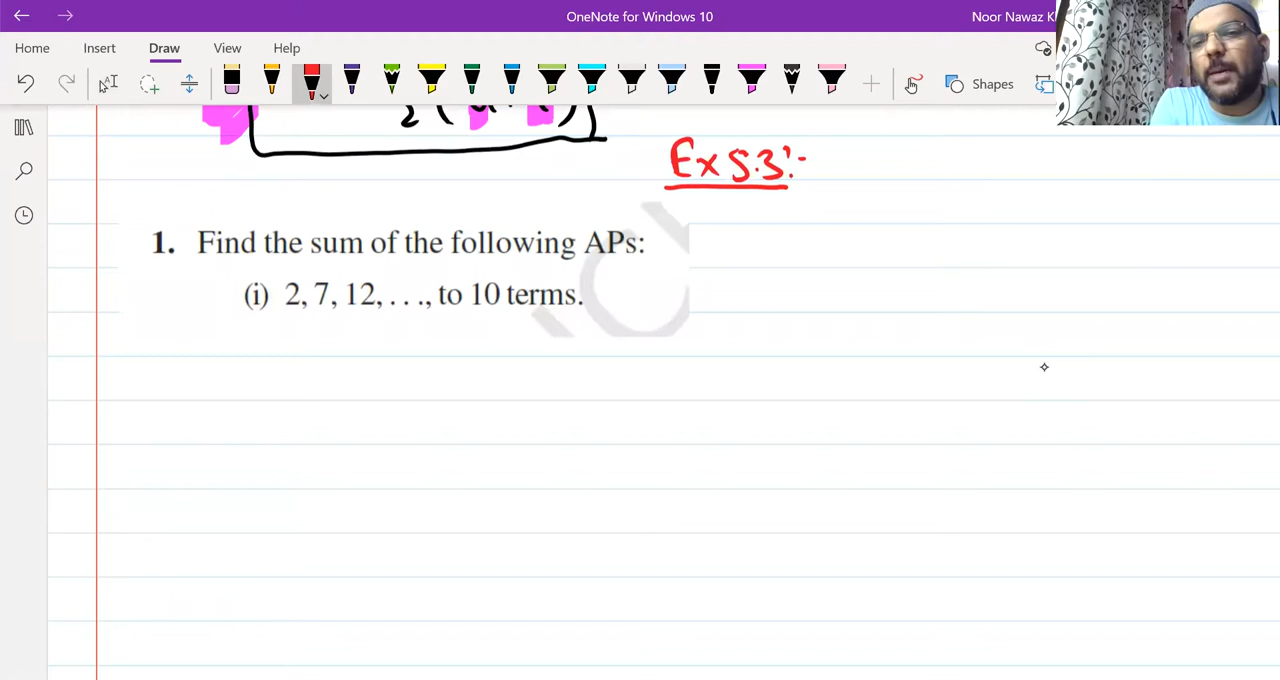 OneNote for Windows 10
Noor Nawaz
Home Insert Draw View Help
Shapes
2 (
Ex 5.3:-
1. Find the sum of the following APs:
(i) 2, 7, 12, . . ., to 10 terms.